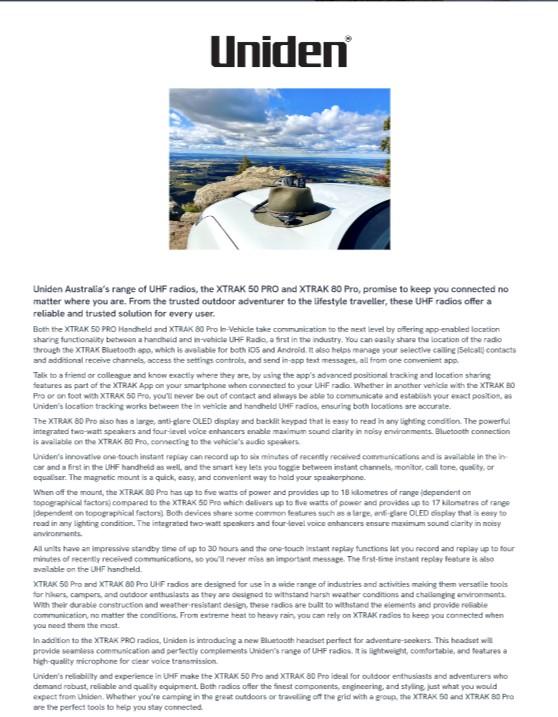 Uniden®
Uniden Australia's range of UHF radios, the XTRAK 50 PRO and XTRAK 80 Pro, promise to keep you connected no
matter where you are. From the trusted outdoor adventurer to the lifestyle traveller, these UHF radios offer a
reliable and trusted solution for every user.
Both the XTRAK 50 PRO Handheld and XTRAK 80 Pro In-Vehicle take communication to the next level by offering app-enabled location
sharing functionality between a handheld and in-vehicle UHF Radio, a first in the industry. You can easily share the location of the radio
through the XTRAK Bluetooth app, which is available for both iOS and Android. It also helps manage your selective calling (Selcall) contacts
and additional receive channels, access the settings controls, and send in-app text messages, all from one convenient app.
Talk to a friend or colleague and know exactly where they are, by using the app's advanced positional tracking and location sharing
features as part of the XTRAK App on your smartphone when connected to your UHF radio. Whether in another vehicle with the XTRAK 80
Pro or on foot with XTRAK 50 Pro, you'll never be out of contact and always be able to communicate and establish your exact position, as
Uniden's location tracking works between the in vehicle and handheld UHF radios, ensuring both locations are accurate.
The XTRAK 80 Pro also has a large, anti-glare OLED display and backlit keypad that is easy to read in any lighting condition. The powerful
integrated two-watt speakers and four-level voice enhancers enable maximum sound clarity in noisy environments. Bluetooth connection
is available on the XTRAK 80 Pro, connecting to the vehicle's audio speakers.
Uniden's innovative one-touch instant replay can record up to six minutes of recently received communications and is available in the in-
car and a first in the UHF handheld as well, and the smart key lets you toggle between instant channels, monitor, call tone, quality, or
equaliser. The magnetic mount is a quick, easy, and convenient way to hold your speakerphone.
When off the mount, the XTRAK 80 Pro has up to five watts of power and provides up to 18 kilometres of range (dependent on
topographical factors) compared to the XTRAK 50 Pro which delivers up to five watts of power and provides up to 17 kilometres of range
(dependent on topographical factors). Both devices share some common features such as a large, anti-glare OLED display that is easy to
read in any lighting condition. The integrated two-watt speakers and four-level voice enhancers ensure maximum sound clarity in noisy
environments.
All units have an impressive standby time of up to 30 hours and the one-touch instant replay functions let you record and replay up to four
minutes of recently received communications, so you'll never miss an important message. The first-time instant replay feature is also
available on the UHF handheld.
XTRAK 50 Pro and XTRAK 80 Pro UHF radios are designed for use in a wide range of industries and activities making them versatile tools
for hikers, campers, and outdoor enthusiasts as they are designed to withstand harsh weather conditions and challenging environments.
With their durable construction and weather-resistant design, these radios are built to withstand the elements and provide reliable
communication, no matter the conditions. From extreme heat to heavy rain, you can rely on XTRAK radios to keep you connected when
you need them the most.
In addition to the XTRAK PRO radios, Uniden is introducing a new Bluetooth headset perfect for adventure-seekers. This headset will
provide seamless communication and perfectly complements Uniden's range of UHF radios. It is lightweight, comfortable, and features a
high-quality microphone for clear voice transmission.
Uniden's reliability and experience in UHF make the XTRAK 50 Pro and XTRAK 80 Pro ideal for outdoor enthusiasts and adventurers who
demand robust, reliable and quality equipment. Both radios offer the finest components, engineering, and styling, just what you would
expect from Uniden. Whether you're camping in the great outdoors or travelling off the grid with a group, the XTRAK 50 and XTRAK 80 Pro
are the perfect tools to help you stay connected.